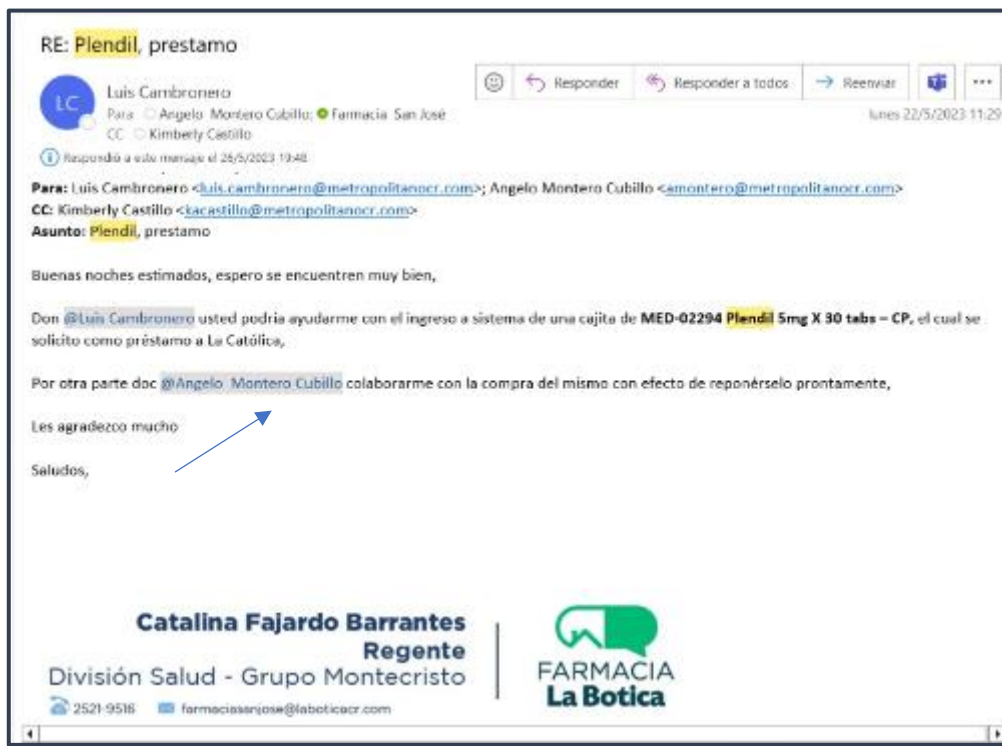 RE: Plendil, prestamo
Responder
Responder a todos
Reenviar
LC
Luis Cambronero
Para Angelo Montero Cubillo; Farmacia San José
CC Kimberly Castillo
lunes 22/5/2023 11:29
Respondió a este mensaje el 26/5/2023 19:48
Para: Luis Cambronero <luis.cambronero@metropolitanocr.com>; Angelo Montero Cubillo <amontero@metropolitanocr.com>
CC: Kimberly Castillo <kacastillo@metropolitanocr.com>
Asunto: Plendil, prestamo
Buenas noches estimados, espero se encuentren muy bien,
Don @Luis Cambronero usted podria ayudarme con el ingreso a sistema de una cajita de MED-02294 Plendil 5mg X 30 tabs – CP, el cual se
solicito como préstamo a La Católica,
Por otra parte doc @Angelo Montero Cubillo colaborarme con la compra del mismo con efecto de reponérselo prontamente,
Les agradezco mucho
Saludos,
Catalina Fajardo Barrantes
Regente
División Salud - Grupo Montecristo
2521-9516 farmaciasanjose@laboticacr.com
FARMACIA
La Botica